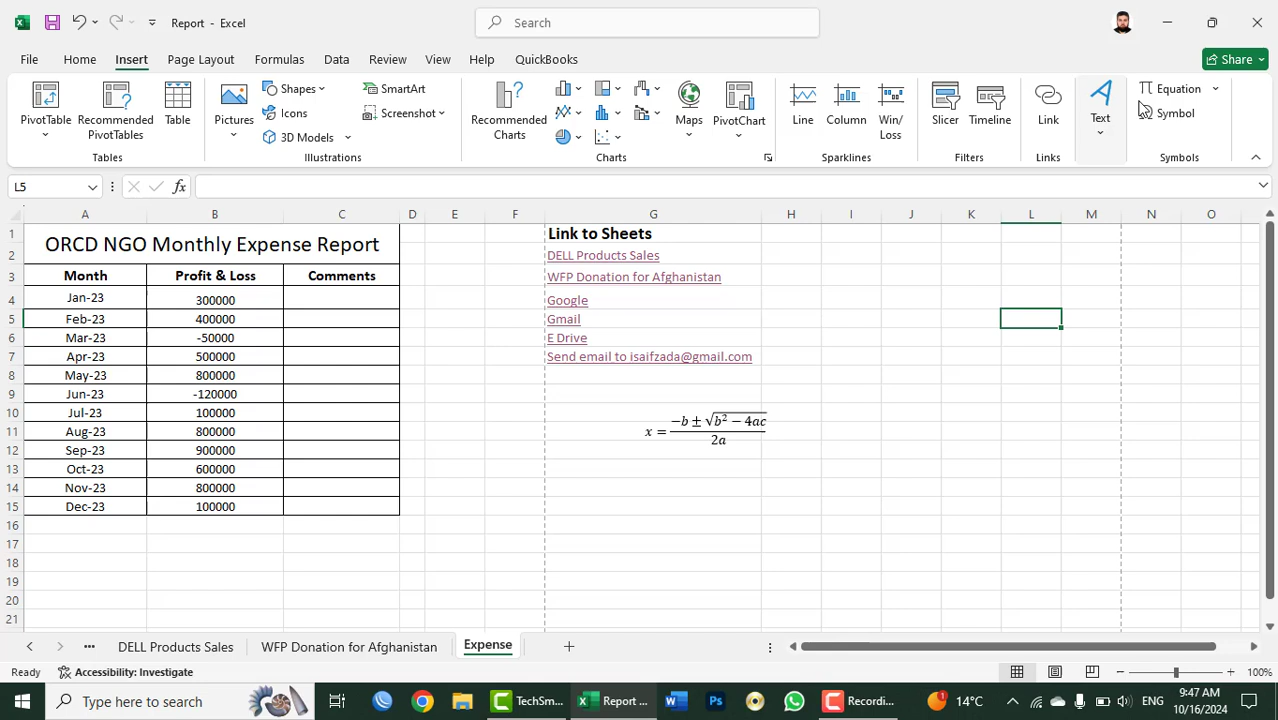 Report - Excel
Search
File Home Insert Page Layout Formulas Data Review View Help QuickBooks
Share
PivotTable
Recommended
PivotTables
Table
Tables
Pictures
Shapes
Icons
3D Models
SmartArt
Screenshot
Illustrations
Recommended
Charts
Maps
PivotChart
Charts
Line
Column
Win/
Loss
Sparklines
Slicer
Timeline
Filters
Link
Links
A
Text
Equation
Symbol
Symbols
L5
fx
A B C D E F G H I J K L M N O
1 ORCD NGO Monthly Expense Report Link to Sheets
2 DELL Products Sales
3 Month Profit & Loss Comments WFP Donation for Afghanistan
4 Jan-23 300000 Google
5 Feb-23 400000 Gmail
6 Mar-23 -50000 E Drive
7 Apr-23 500000 Send email to isaifzada@gmail.com
8 May-23 800000
9 Jun-23 -120000
10 Jul-23 100000
11 Aug-23 800000
x = (−b ± √(b² − 4ac)) / 2a
12 Sep-23 900000
13 Oct-23 600000
14 Nov-23 800000
15 Dec-23 100000
16
17
18
19
20
21
DELL Products Sales WFP Donation for Afghanistan Expense
Ready Accessibility: Investigate 100%
Type here to search
TechSm...
Report ...
Recordi...
1
14°C
ENG
9:47 AM
10/16/2024